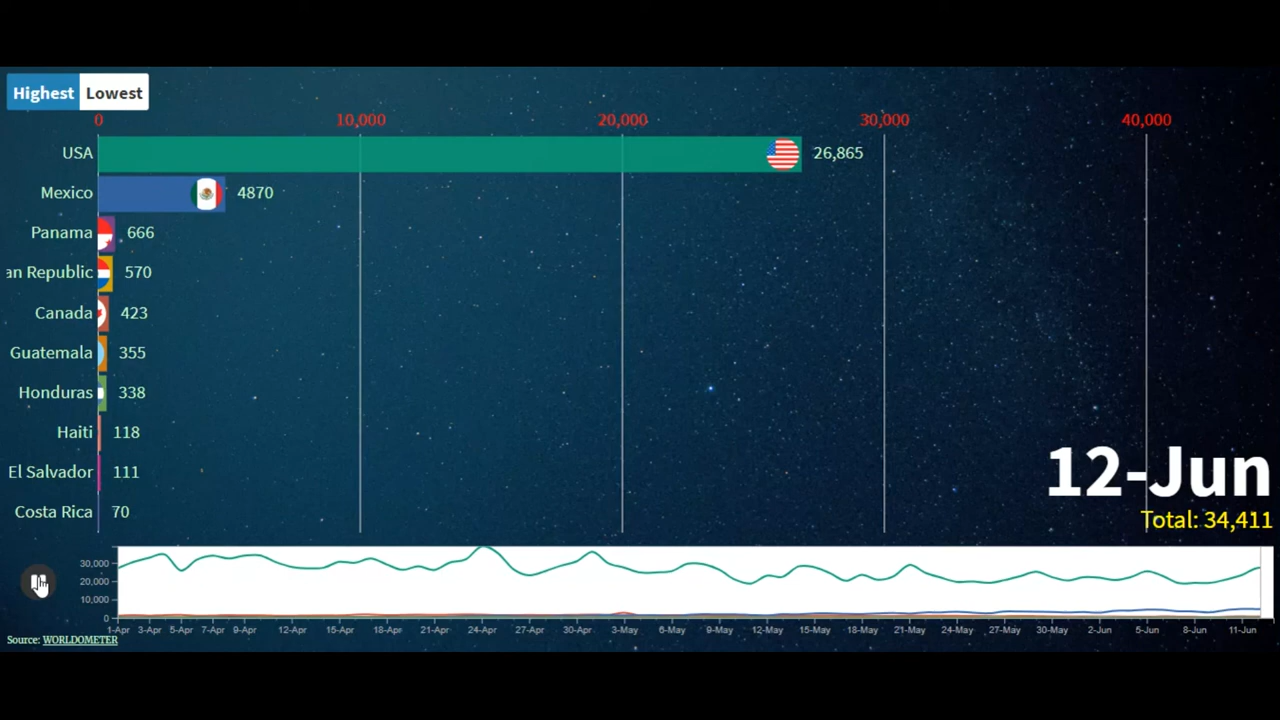 Highest Lowest
0 10,000 20,000 30,000 40,000
USA 26,865
Mexico 4870
Panama 666
an Republic 570
Canada 423
Guatemala 355
Honduras 338
Haiti 118
El Salvador 111
Costa Rica 70
12-Jun
Total: 34,411
30,000
20,000
10,000
0
1-Apr 3-Apr 5-Apr 7-Apr 9-Apr 12-Apr 15-Apr 18-Apr 21-Apr 24-Apr 27-Apr 30-Apr 3-May 6-May 9-May 12-May 15-May 18-May 21-May 24-May 27-May 30-May 2-Jun 5-Jun 8-Jun 11-Jun
Source: WORLDOMETER